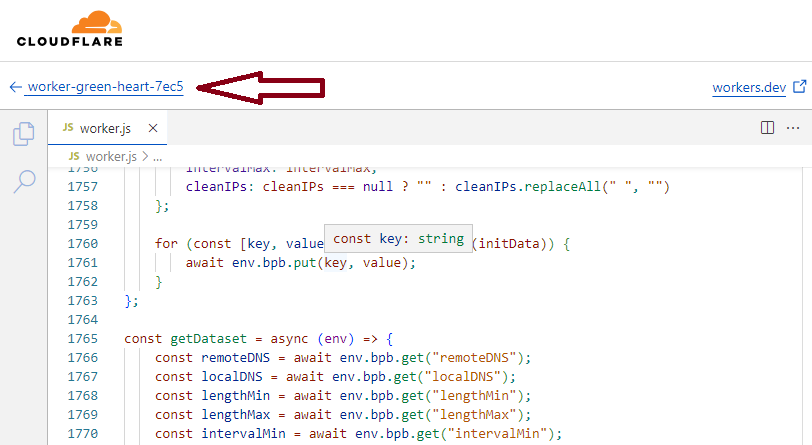 CLOUDFLARE
worker-green-heart-7ec5
workers.dev
JS worker.js
JS worker.js > ...
1756 intervalMax: intervalMax,
1757 cleanIPs: cleanIPs === null ? "" : cleanIPs.replaceAll(" ", "")
1758 };
1759
1760 for (const [key, value (initData)) {
const key: string
1761 await env.bpb.put(key, value);
1762 }
1763 };
1764
1765 const getDataset = async (env) => {
1766 const remoteDNS = await env.bpb.get("remoteDNS");
1767 const localDNS = await env.bpb.get("localDNS");
1768 const lengthMin = await env.bpb.get("lengthMin");
1769 const lengthMax = await env.bpb.get("lengthMax");
1770 const intervalMin = await env.bpb.get("intervalMin");